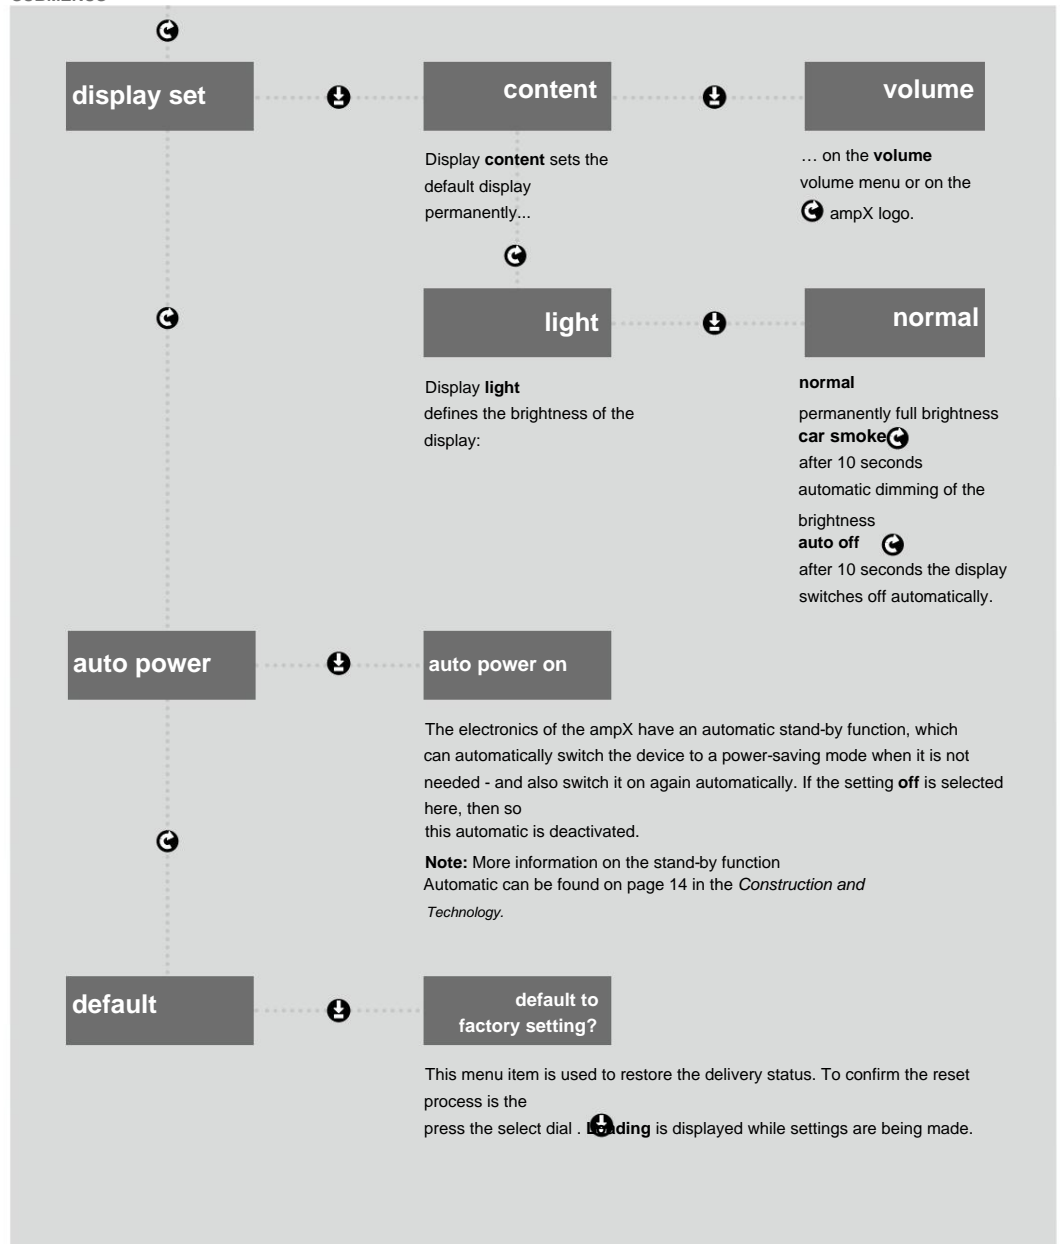 display set
content
volume
Display content sets the
default display
permanently...
… on the volume
volume menu or on the
ampX logo.
light
normal
Display light
defines the brightness of the
display:
normal
permanently full brightness
car smoke
after 10 seconds
automatic dimming of the
brightness
auto off
after 10 seconds the display
switches off automatically.
auto power
auto power on
The electronics of the ampX have an automatic stand-by function, which
can automatically switch the device to a power-saving mode when it is not
needed - and also switch it on again automatically. If the setting off is selected
here, then so
this automatic is deactivated.
Note: More information on the stand-by function
Automatic can be found on page 14 in the Construction and
Technology.
default
default to
factory setting?
This menu item is used to restore the delivery status. To confirm the reset
process is the
press the select dial . Loading is displayed while settings are being made.